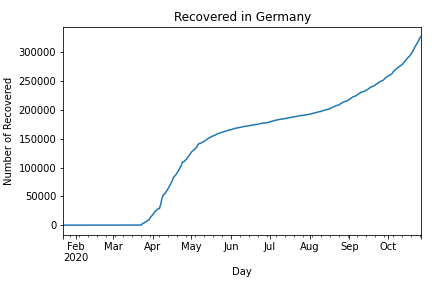 Recovered in Germany
Number of Recovered
300000
250000
200000
150000
100000
50000
0
Feb Mar Apr May Jun Jul Aug Sep Oct
2020
Day